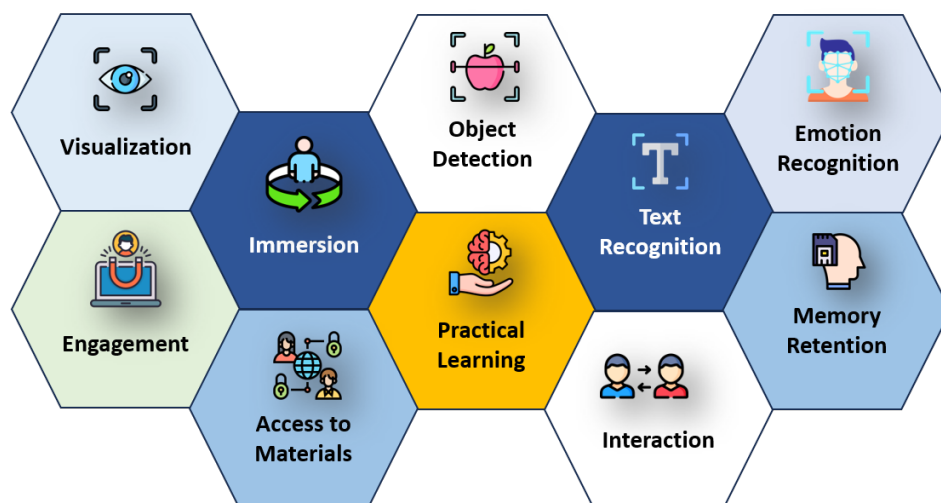 Visualization
Immersion
Object
Detection
Text
Recognition
Emotion
Recognition
Engagement
Access to
Materials
Practical
Learning
Interaction
Memory
Retention